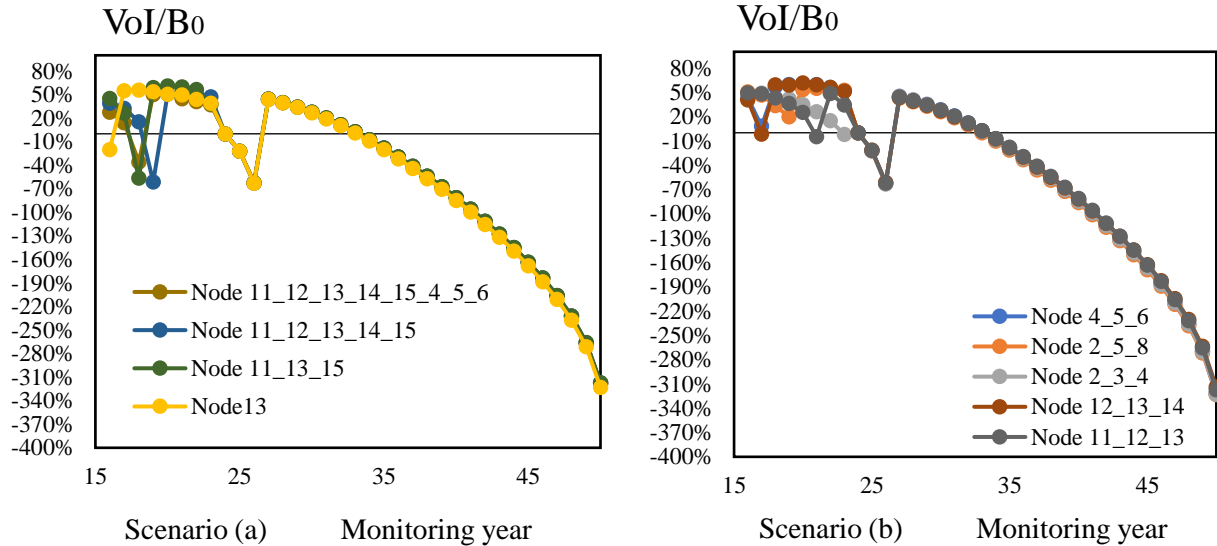 VoI/B0
80%
50%
20%
-10%
-40%
-70%
-100%
-130%
-160%
-190%
-220%
-250%
-280%
-310%
-340%
-370%
-400%
Node 11_12_13_14_15_4_5_6
Node 11_12_13_14_15
Node 11_13_15
Node13
15
25
35
45
Scenario (a)
Monitoring year
VoI/B0
80%
50%
20%
-10%
-40%
-70%
-100%
-130%
-160%
-190%
-220%
-250%
-280%
-310%
-340%
-370%
-400%
Node 4_5_6
Node 2_5_8
Node 2_3_4
Node 12_13_14
Node 11_12_13
15
25
35
45
Scenario (b)
Monitoring year